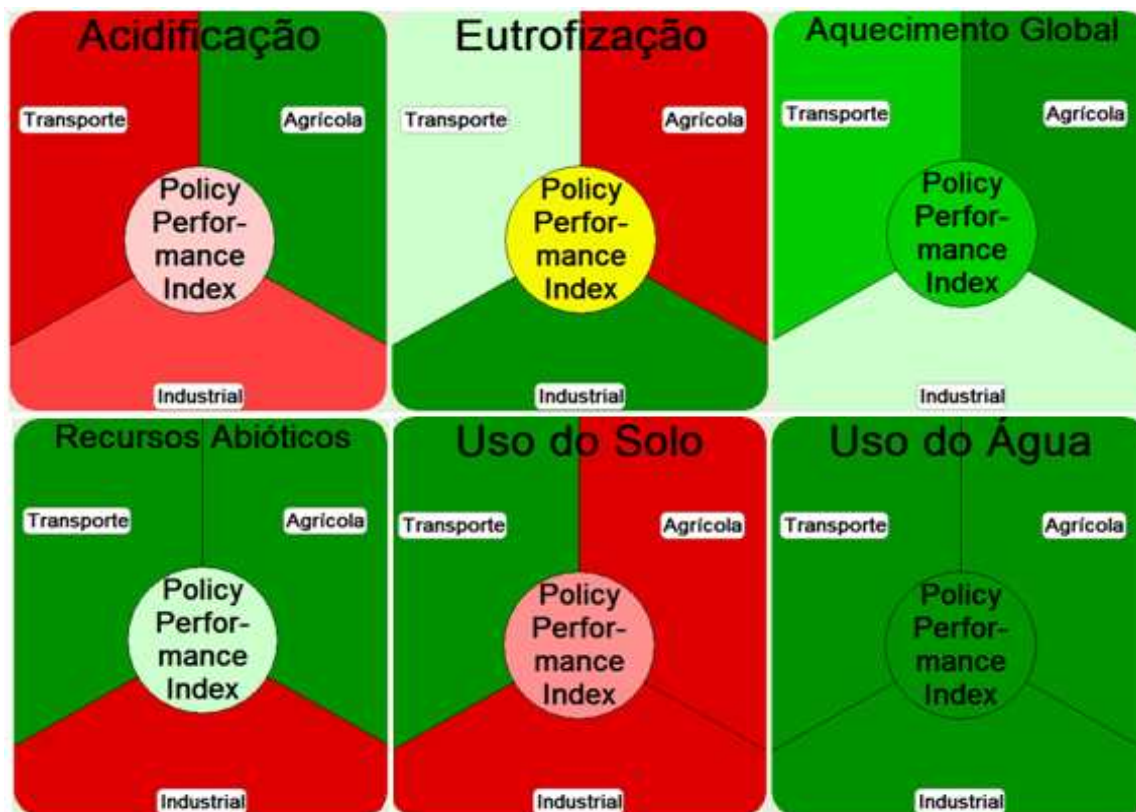 Acidificação
Transporte
Agrícola
Policy
Perfor-
mance
Index
Industrial
Eutrofização
Transporte
Agrícola
Policy
Perfor-
mance
Index
Industrial
Aquecimento Global
Transporte
Agrícola
Policy
Perfor-
mance
Index
Industrial
Recursos Abióticos
Transporte
Agrícola
Policy
Perfor-
mance
Index
Industrial
Uso do Solo
Transporte
Agrícola
Policy
Perfor-
mance
Index
Industrial
Uso do Água
Transporte
Agrícola
Policy
Perfor-
mance
Index
Industrial